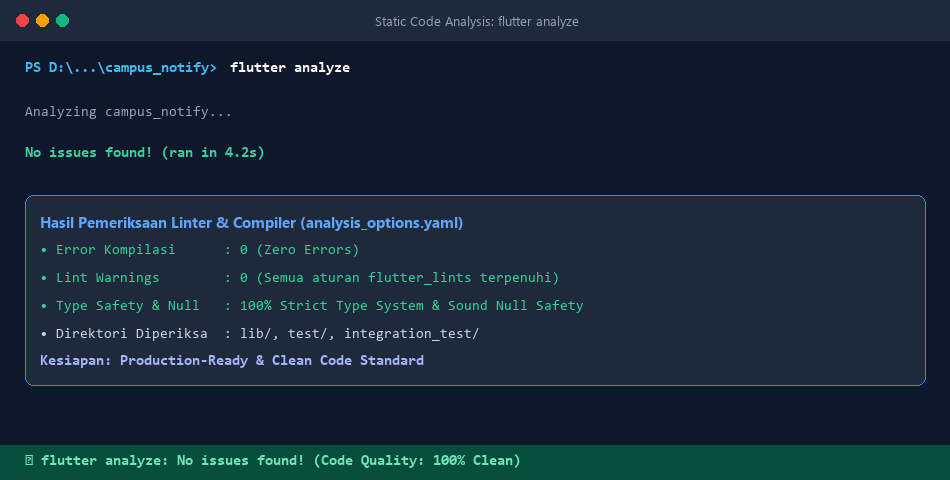 Static Code Analysis: flutter analyze
PS D:\...\campus_notify> flutter analyze
Analyzing campus_notify...
No issues found! (ran in 4.2s)
Hasil Pemeriksaan Linter & Compiler (analysis_options.yaml)
• Error Kompilasi : 0 (Zero Errors)
• Lint Warnings : 0 (Semua aturan flutter_lints terpenuhi)
• Type Safety & Null : 100% Strict Type System & Sound Null Safety
• Direktori Diperiksa : lib/, test/, integration_test/
Kesiapan: Production-Ready & Clean Code Standard
flutter analyze: No issues found! (Code Quality: 100% Clean)